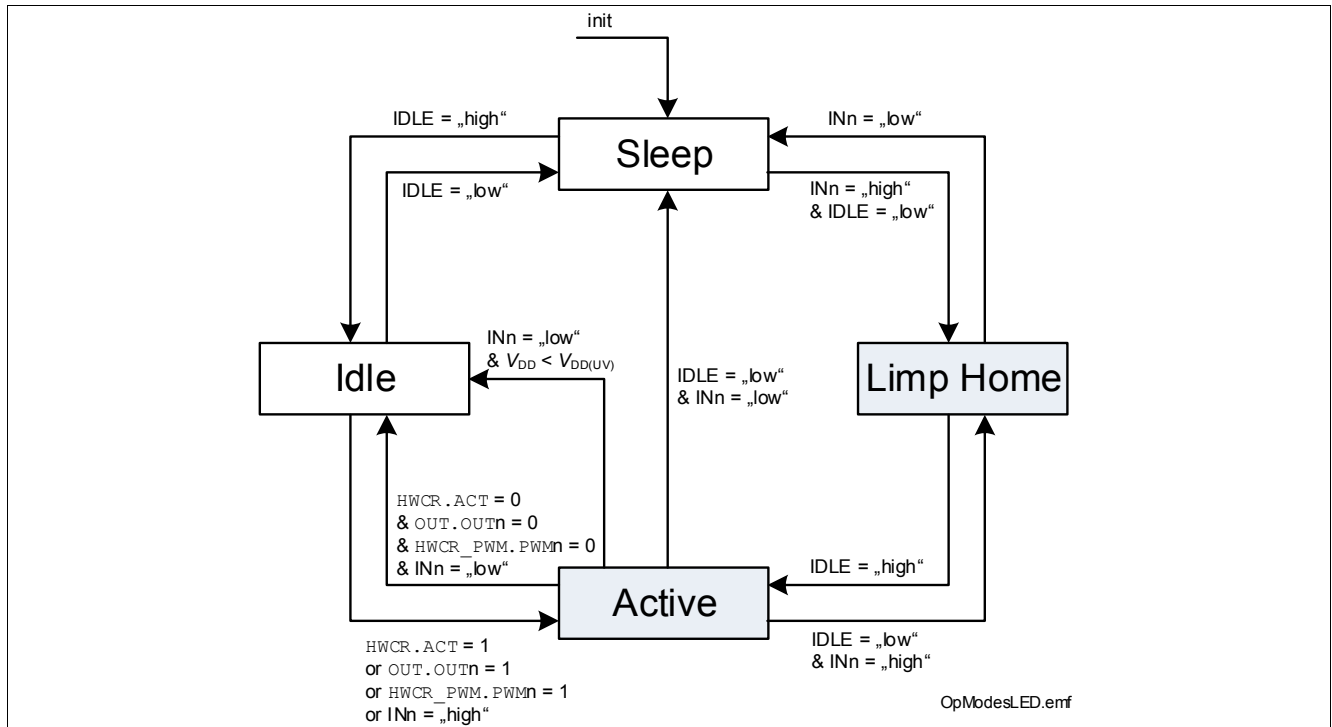 init
IDLE = „high“
INn = „low“
Sleep
IDLE = „low“
INn = „high“
& IDLE = „low“
INn = „low“
& VDD < VDD(UV)
Idle
IDLE = „low“
& INn = „low“
Limp Home
HWCR.ACT = 0
& OUT.OUTn = 0
& HWCR_PWM.PWMn = 0
& INn = „low“
IDLE = „high“
Active
IDLE = „low“
& INn = „high“
HWCR.ACT = 1
or OUT.OUTn = 1
or HWCR_PWM.PWMn = 1
or INn = „high“
OpModesLED.emf